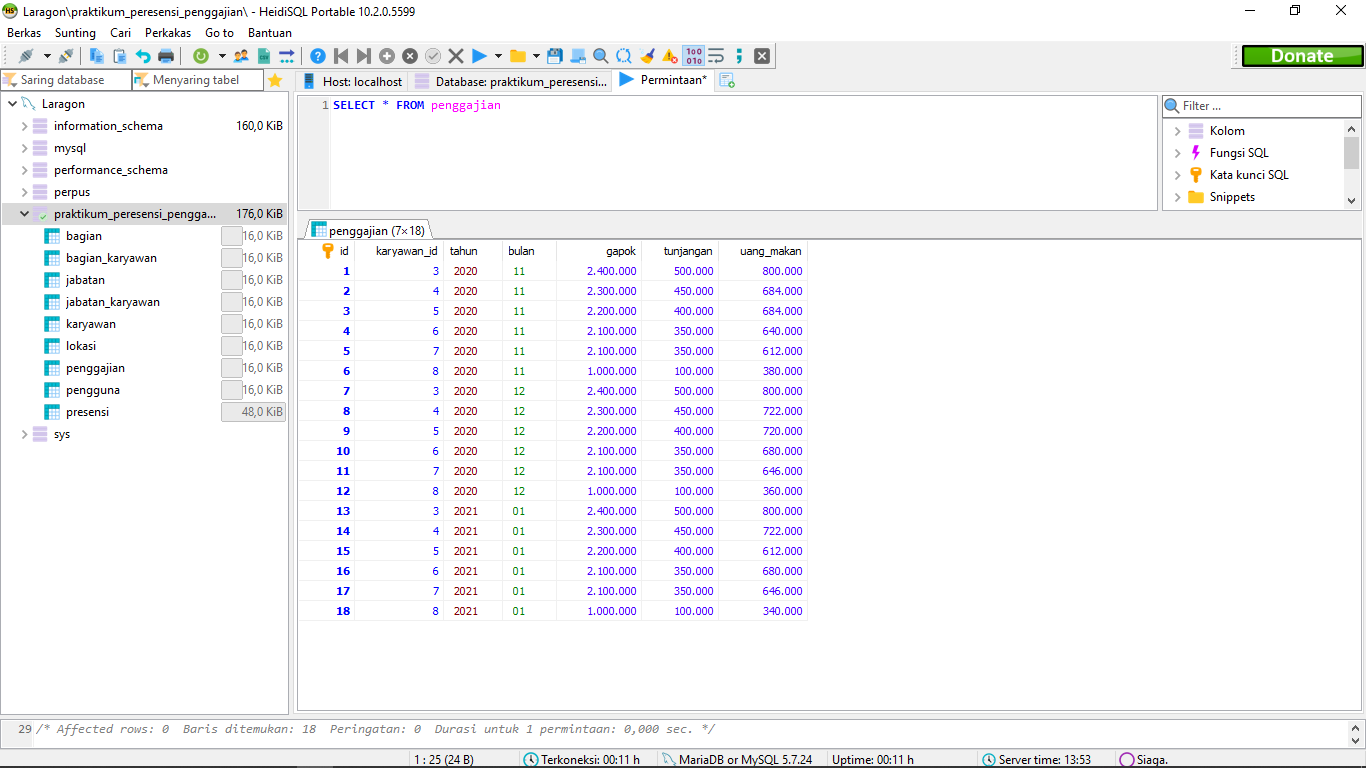 Laragon\praktikum_peresensi_penggajian\ - HeidiSQL Portable 10.2.0.5599
Berkas Sunting Cari Perkakas Go to Bantuan
Donate
Saring database Menyaring tabel
Host: localhost Database: praktikum_peresensi... Permintaan*
Laragon
information_schema 160,0 KiB
mysql
performance_schema
perpus
praktikum_peresensi_pengga... 176,0 KiB
bagian 16,0 KiB
bagian_karyawan 16,0 KiB
jabatan 16,0 KiB
jabatan_karyawan 16,0 KiB
karyawan 16,0 KiB
lokasi 16,0 KiB
penggajian 16,0 KiB
pengguna 16,0 KiB
presensi 48,0 KiB
sys
1 SELECT * FROM penggajian
Filter ...
Kolom
Fungsi SQL
Kata kunci SQL
Snippets
penggajian (7×18)
id karyawan_id tahun bulan gapok tunjangan uang_makan
1 3 2020 11 2.400.000 500.000 800.000
2 4 2020 11 2.300.000 450.000 684.000
3 5 2020 11 2.200.000 400.000 684.000
4 6 2020 11 2.100.000 350.000 640.000
5 7 2020 11 2.100.000 350.000 612.000
6 8 2020 11 1.000.000 100.000 380.000
7 3 2020 12 2.400.000 500.000 800.000
8 4 2020 12 2.300.000 450.000 722.000
9 5 2020 12 2.200.000 400.000 720.000
10 6 2020 12 2.100.000 350.000 680.000
11 7 2020 12 2.100.000 350.000 646.000
12 8 2020 12 1.000.000 100.000 360.000
13 3 2021 01 2.400.000 500.000 800.000
14 4 2021 01 2.300.000 450.000 722.000
15 5 2021 01 2.200.000 400.000 612.000
16 6 2021 01 2.100.000 350.000 680.000
17 7 2021 01 2.100.000 350.000 646.000
18 8 2021 01 1.000.000 100.000 340.000
29 /* Affected rows: 0 Baris ditemukan: 18 Peringatan: 0 Durasi untuk 1 permintaan: 0,000 sec. */
1 : 25 (24 B) Terkoneksi: 00:11 h MariaDB or MySQL 5.7.24 Uptime: 00:11 h Server time: 13:53 Siaga.